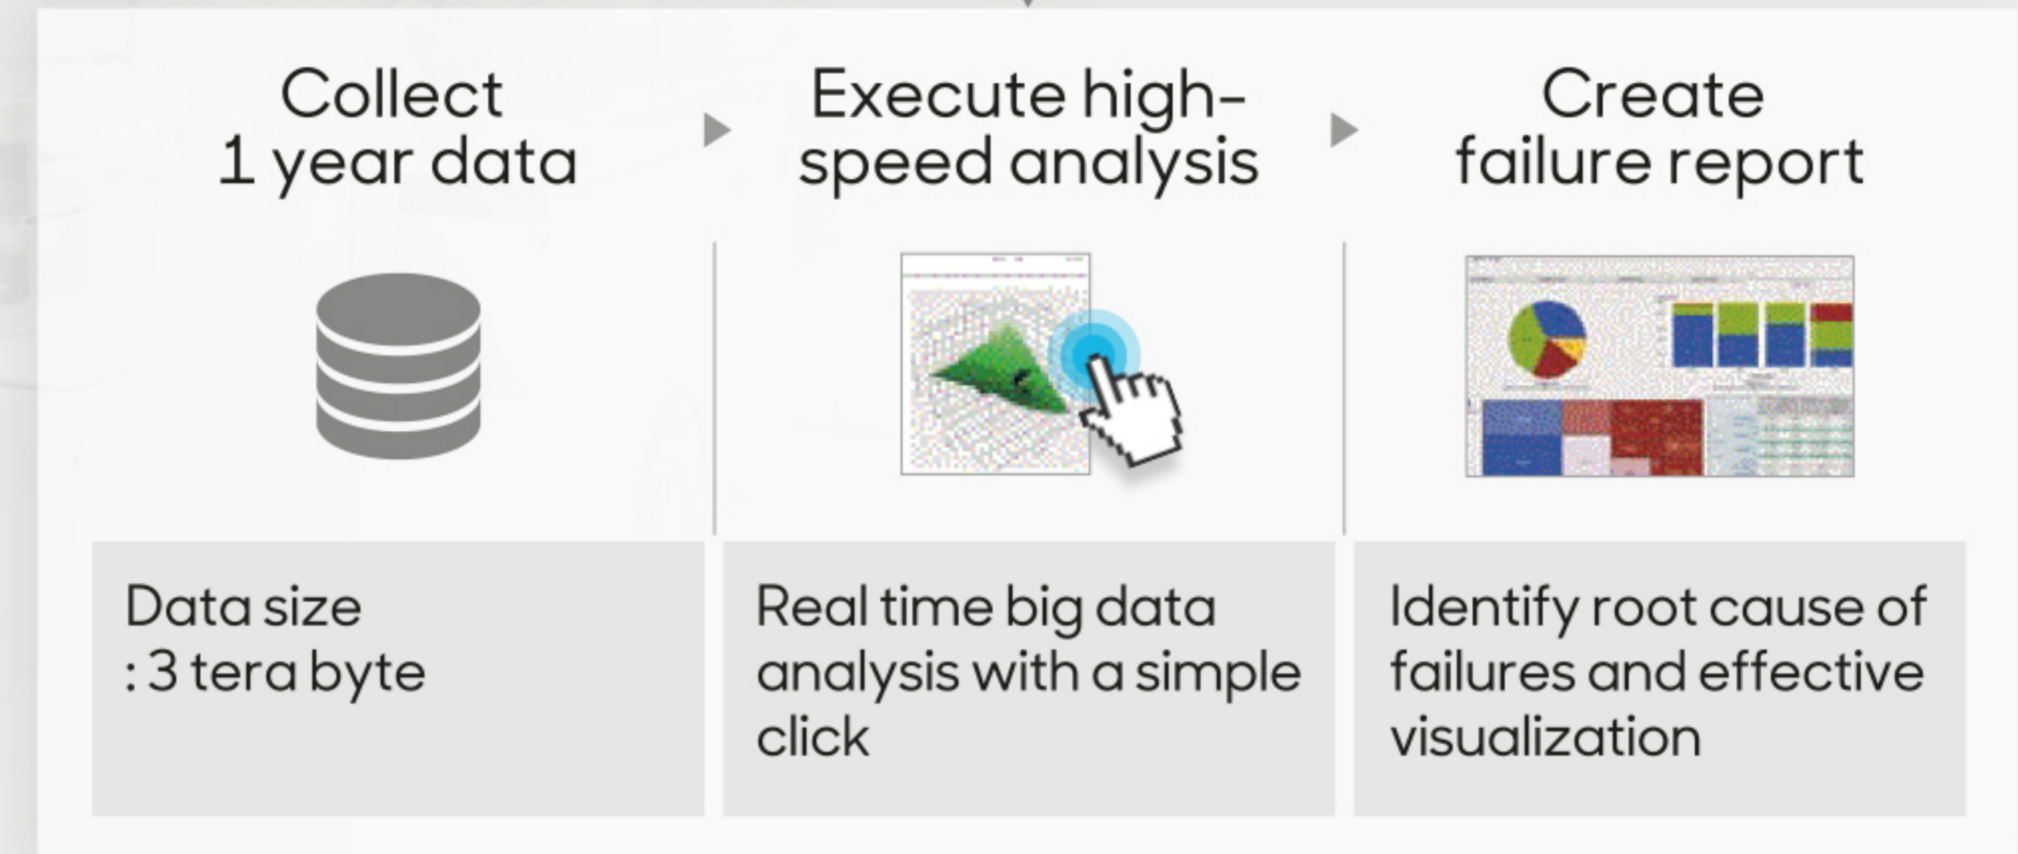 Collect
1 year data
Execute high-
speed analysis
Create
failure report
Data size
: 3 tera byte
Real time big data
analysis with a simple
click
Identify root cause of
failures and effective
visualization